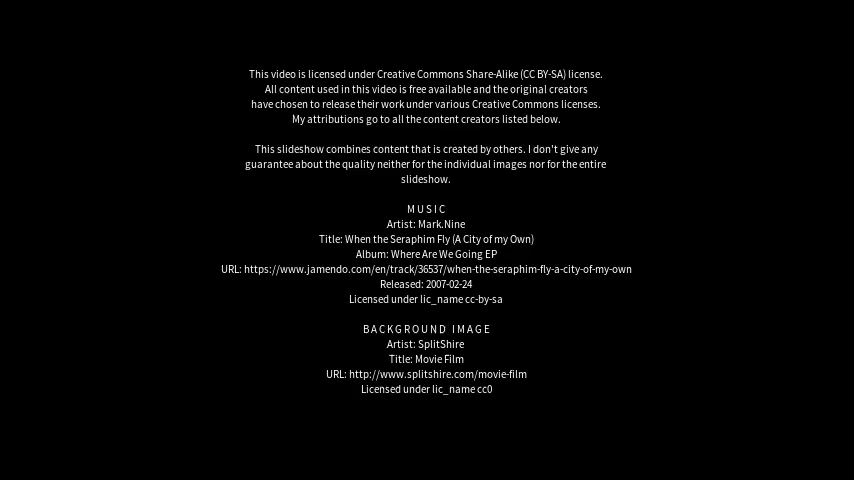 This video is licensed under Creative Commons Share-Alike (CC BY-SA) license.
All content used in this video is free available and the original creators
have chosen to release their work under various Creative Commons licenses.
My attributions go to all the content creators listed below.
This slideshow combines content that is created by others. I don't give any
guarantee about the quality neither for the individual images nor for the entire
slideshow.
MUSIC
Artist: Mark.Nine
Title: When the Seraphim Fly (A City of my Own)
Album: Where Are We Going EP
URL: https://www.jamendo.com/en/track/36537/when-the-seraphim-fly-a-city-of-my-own
Released: 2007-02-24
Licensed under lic_name cc-by-sa
BACKGROUND IMAGE
Artist: SplitShire
Title: Movie Film
URL: http://www.splitshire.com/movie-film
Licensed under lic_name cc0